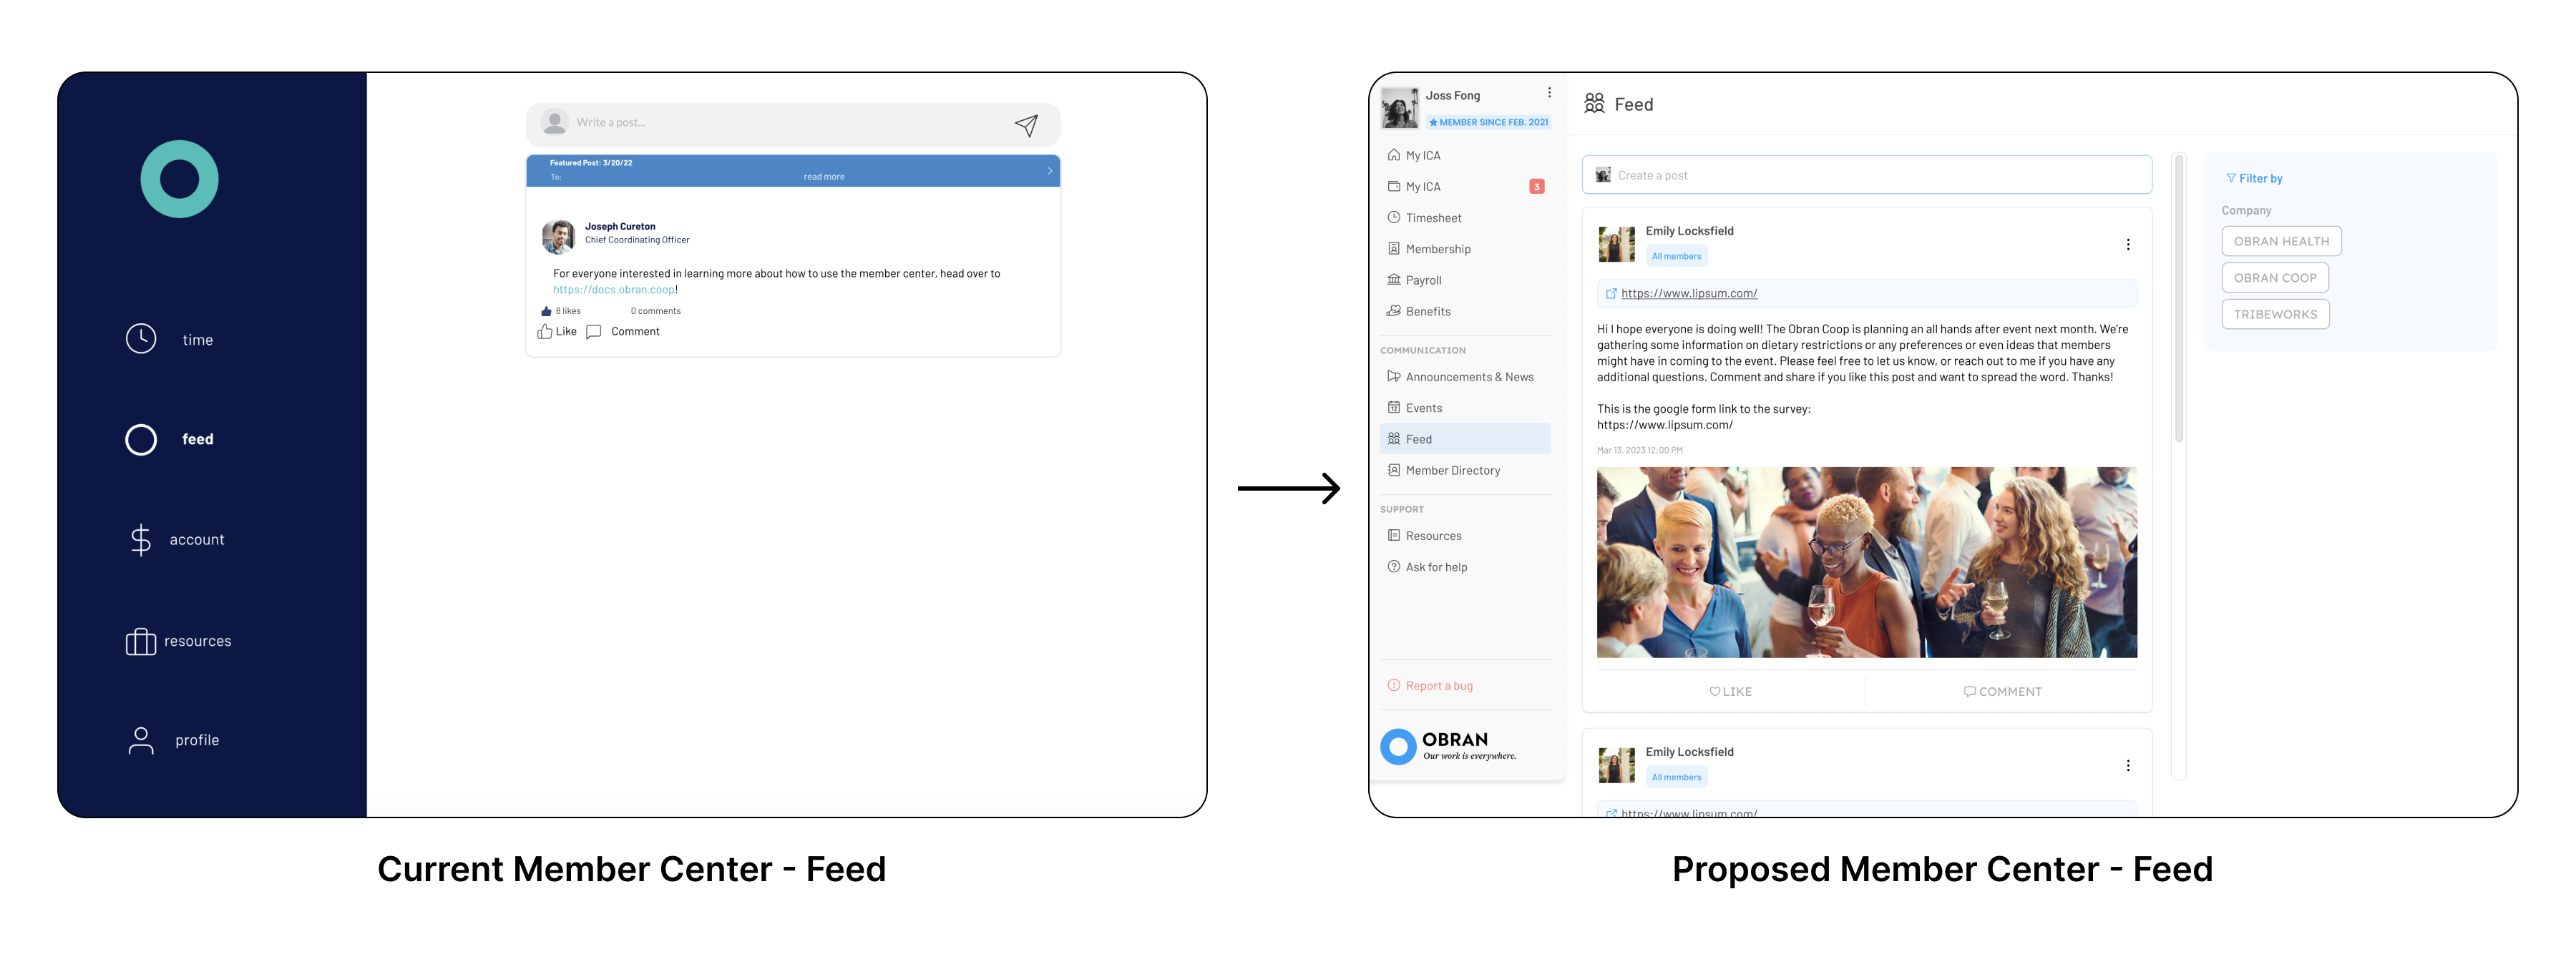 time
feed
account
resources
profile
Write a post...
Featured Post: 3/20/22
To:
read more
Joseph Cureton
Chief Coordinating Officer
For everyone interested in learning more about how to use the member center, head over to
https://docs.obran.coop!
8 likes 0 comments
Like Comment
Current Member Center - Feed
Joss Fong
MEMBER SINCE FEB. 2021
My ICA
My ICA 3
Timesheet
Membership
Payroll
Benefits
COMMUNICATION
Announcements & News
12 Events
Feed
Member Directory
SUPPORT
Resources
Ask for help
Report a bug
OBRAN
Our work is everywhere.
Feed
Create a post
Emily Locksfield
All members
https://www.lipsum.com/
Hi I hope everyone is doing well! The Obran Coop is planning an all hands after event next month. We're
gathering some information on dietary restrictions or any preferences or even ideas that members
might have in coming to the event. Please feel free to let us know, or reach out to me if you have any
additional questions. Comment and share if you like this post and want to spread the word. Thanks!
This is the google form link to the survey:
https://www.lipsum.com/
Mar 13, 2023 12:00 PM
LIKE COMMENT
Emily Locksfield
All members
https://www.lipsum.com/
Filter by
Company
OBRAN HEALTH
OBRAN COOP
TRIBEWORKS
Proposed Member Center - Feed